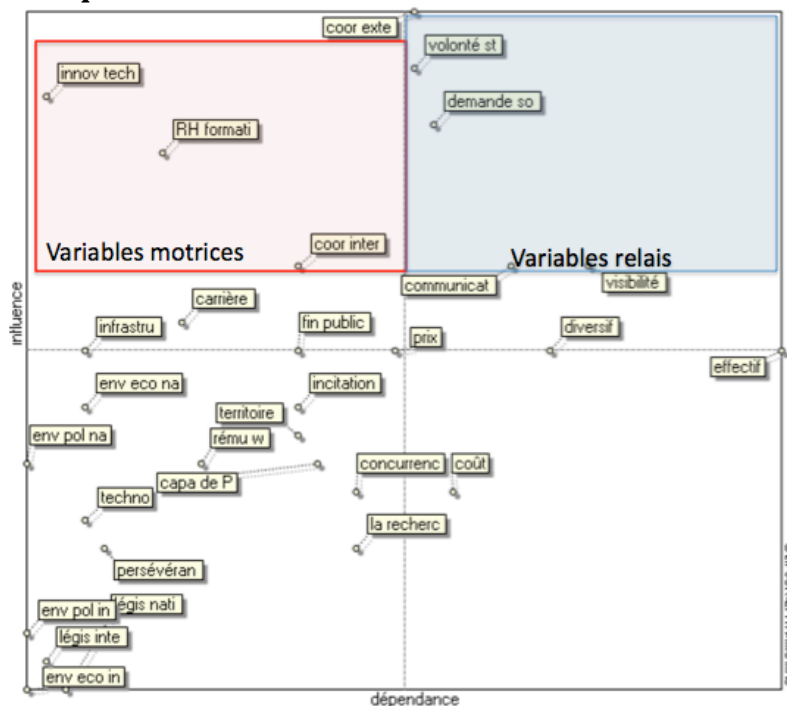 coor exte
volonté st
innov tech
demande so
RH formati
coor inter
Variables motrices
Variables relais
communicat
visibilité
carrière
infrastru
fin public
prix
diversif
effectif
influence
env eco na
incitation
territoire
env pol na
rému w
capa de P
concurrenc
coût
techno
la recherc
persévéran
légis nati
env pol in
légis inte
env eco in
dépendance